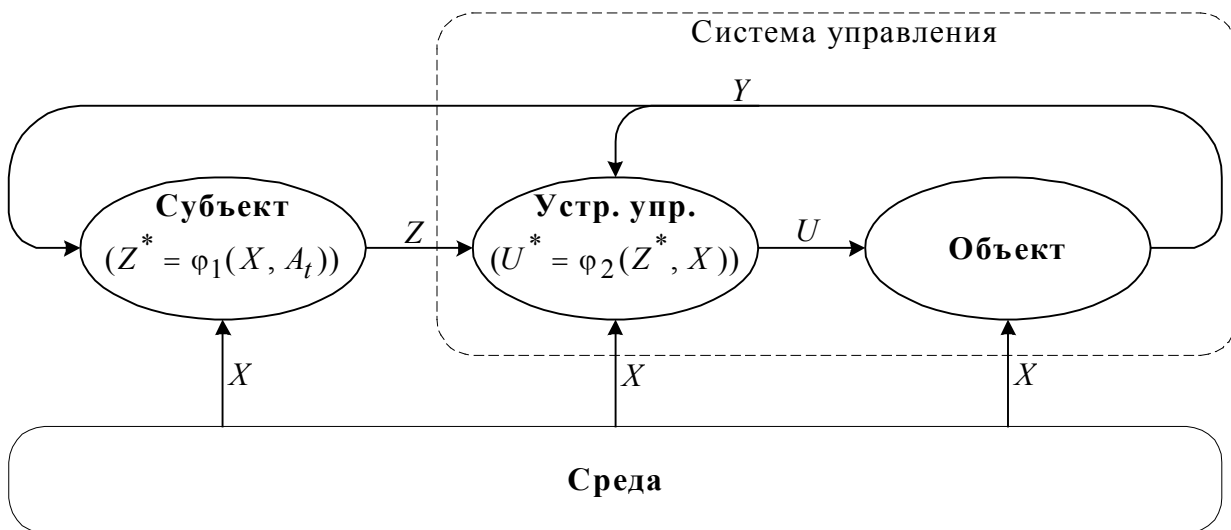 Система управления
Y
Субъект
(Z* = φ₁(X, Aₜ))
Z
Устр. упр.
(U* = φ₂(Z*, X))
U
Объект
X
X
X
Среда